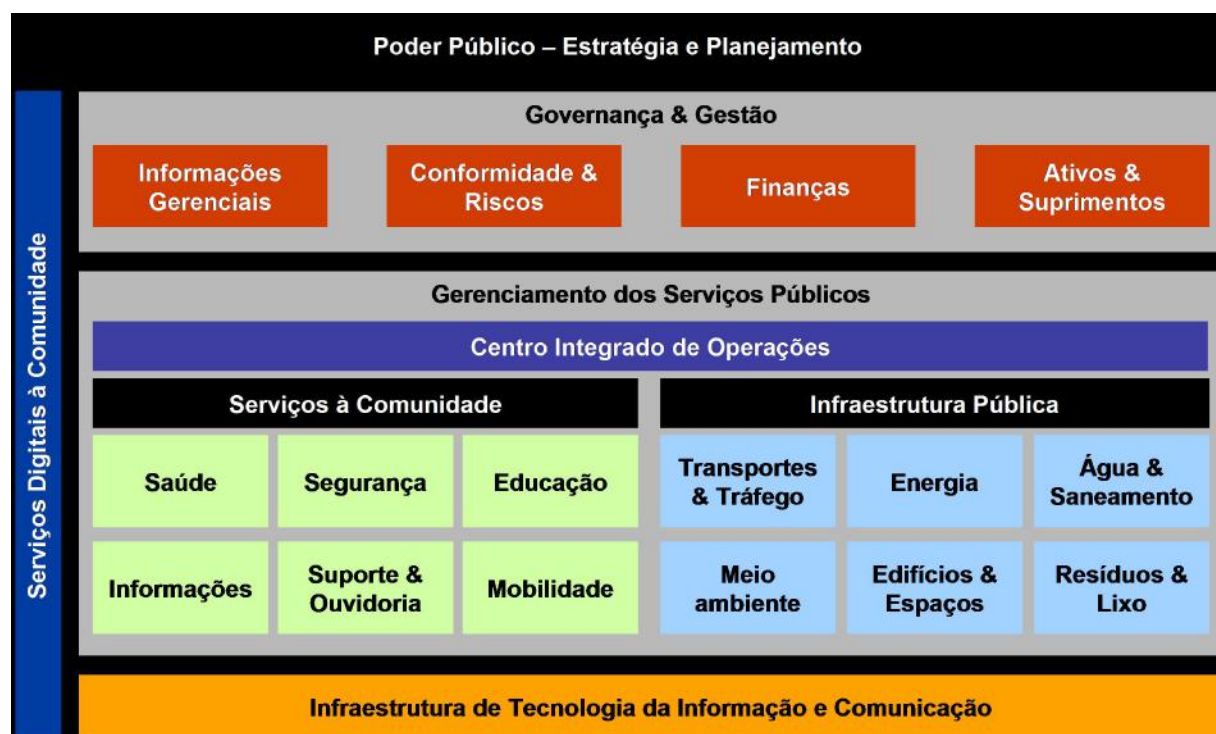 Poder Público – Estratégia e Planejamento
Serviços Digitais à Comunidade
Governança & Gestão
Informações
Gerenciais
Conformidade &
Riscos
Finanças
Ativos &
Suprimentos
Gerenciamento dos Serviços Públicos
Centro Integrado de Operações
Serviços à Comunidade
Saúde
Segurança
Educação
Informações
Suporte &
Ouvidoria
Mobilidade
Infraestrutura Pública
Transportes
& Tráfego
Energia
Água &
Saneamento
Meio
ambiente
Edifícios &
Espaços
Resíduos &
Lixo
Infraestrutura de Tecnologia da Informação e Comunicação